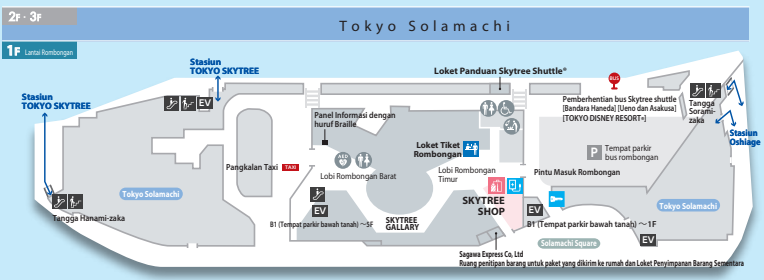 2F · 3F
Tokyo Solamachi
1F Lantai Rombongan
Stasiun
TOKYO SKYTREE
Stasiun
TOKYO SKYTREE
Loket Panduan Skytree Shuttle®
BUS
Pemberhentian bus Skytree shuttle
[Bandara Haneda] [Ueno dan Asakusa]
[TOKYO DISNEY RESORT®]
Tangga
Sorami-
zaka
Stasiun
Oshiage
EV
Panel Informasi dengan
huruf Braille
Loket Tiket
Rombongan
P
Tempat parkir
bus rombongan
Pangkalan Taxi
TAXI
AED
Lobi Rombongan Barat
Lobi Rombongan
Timur
Pintu Masuk Rombongan
Tokyo Solamachi
SKYTREE
SHOP
Tokyo Solamachi
Tangga Hanami-zaka
EV
B1 (Tempat parkir bawah tanah) ～5F
SKYTREE
GALLARY
EV
B1 (Tempat parkir bawah tanah) ～1F
EV
Solamachi Square
Sagawa Express Co, Ltd
Ruang penitipan barang untuk paket yang dikirim ke rumah dan Loket Penyimpanan Barang Sementara